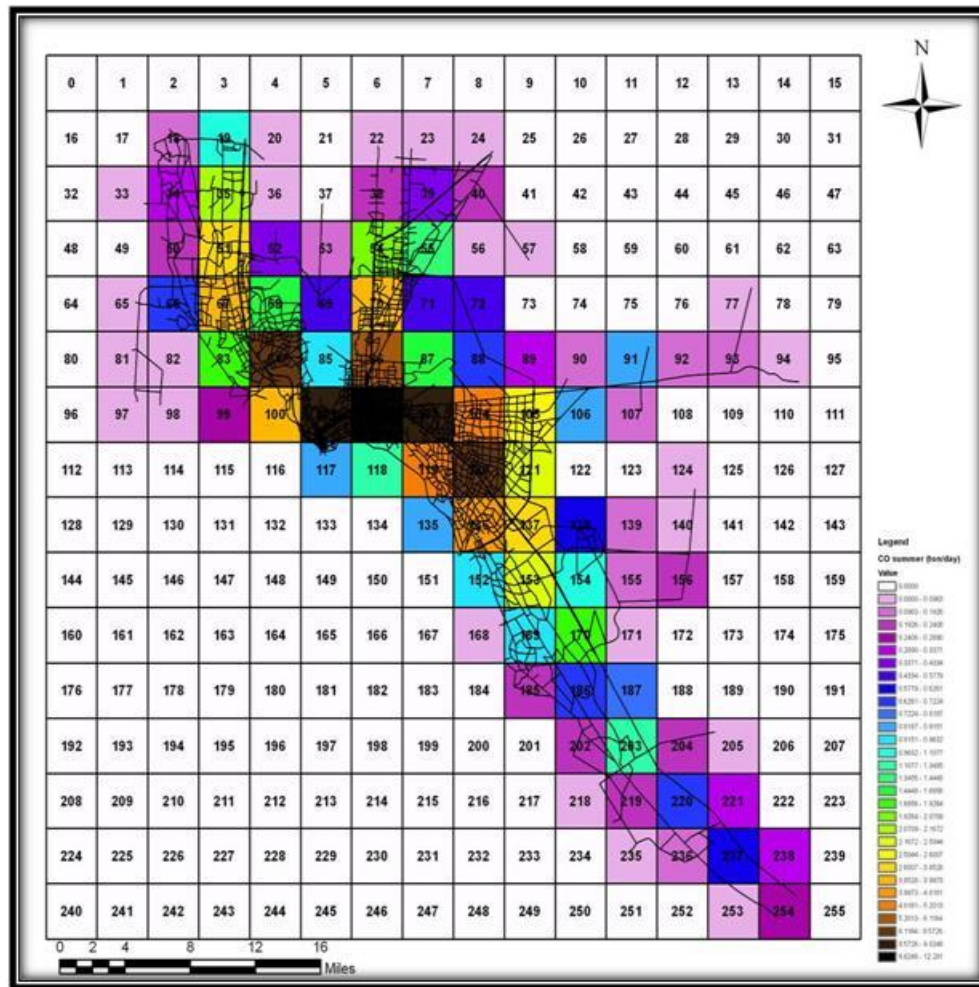 N
0 1 2 3 4 5 6 7 8 9 10 11 12 13 14 15
16 17 18 19 20 21 22 23 24 25 26 27 28 29 30 31
32 33 34 35 36 37 38 39 40 41 42 43 44 45 46 47
48 49 50 51 52 53 54 55 56 57 58 59 60 61 62 63
64 65 66 67 68 69 71 72 73 74 75 76 77 78 79
80 81 82 83 85 86 87 88 89 90 91 92 93 94 95
96 97 98 99 100 104 105 106 107 108 109 110 111
112 113 114 115 116 117 118 119 121 122 123 124 125 126 127
128 129 130 131 132 133 134 135 136 137 138 139 140 141 142 143
144 145 146 147 148 149 150 151 152 153 154 155 156 157 158 159
160 161 162 163 164 165 166 167 168 169 170 171 172 173 174 175
176 177 178 179 180 181 182 183 184 185 186 187 188 189 190 191
192 193 194 195 196 197 198 199 200 201 202 203 204 205 206 207
208 209 210 211 212 213 214 215 216 217 218 219 220 221 222 223
224 225 226 227 228 229 230 231 232 233 234 235 236 237 238 239
240 241 242 243 244 245 246 247 248 249 250 251 252 253 254 255
0 2 4 8 12 16
Miles
Legend
CO summer (ton/day)
Value
0.0000
0.0000 - 0.0963
0.0963 - 0.1926